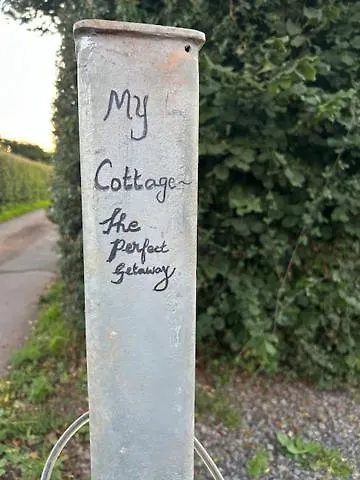 My
Cottage~
The
perfect
Getaway